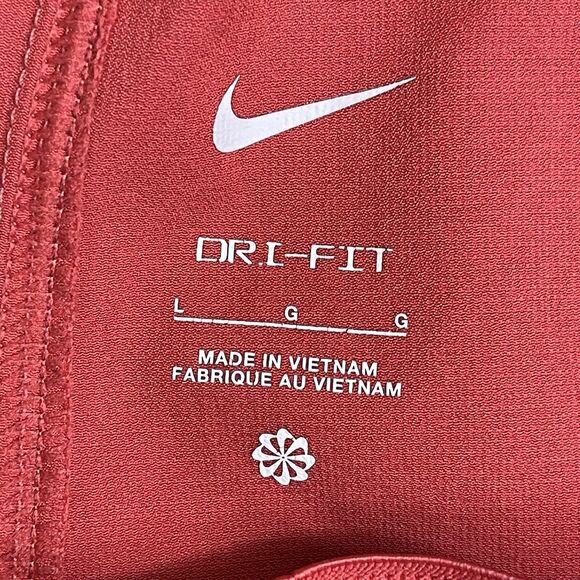 DRI-FIT
L G G
MADE IN VIETNAM
FABRIQUE AU VIETNAM